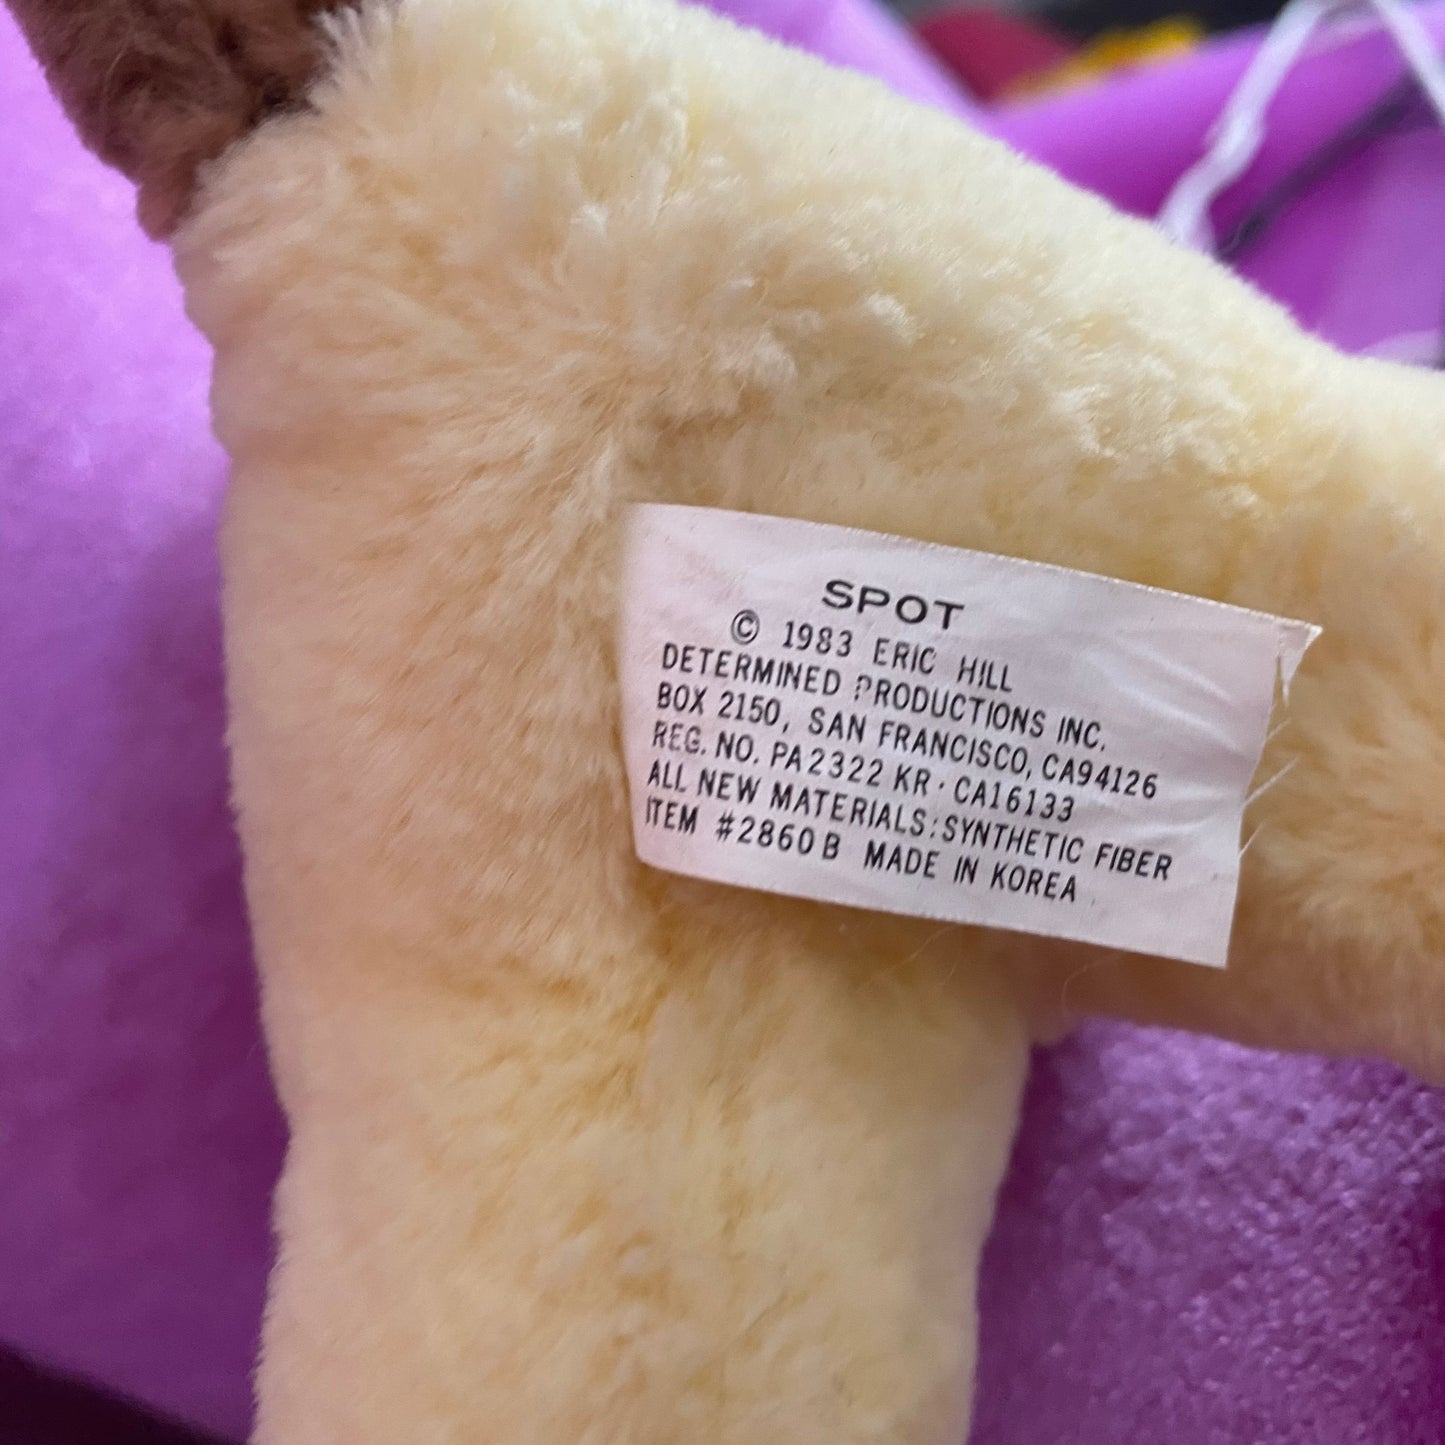 SPOT
© 1983 ERIC HILL
DETERMINED PRODUCTIONS INC.
BOX 2150, SAN FRANCISCO, CA94126
REG. NO. PA2322 KR · CA16133
ALL NEW MATERIALS: SYNTHETIC FIBER
ITEM #2860B MADE IN KOREA